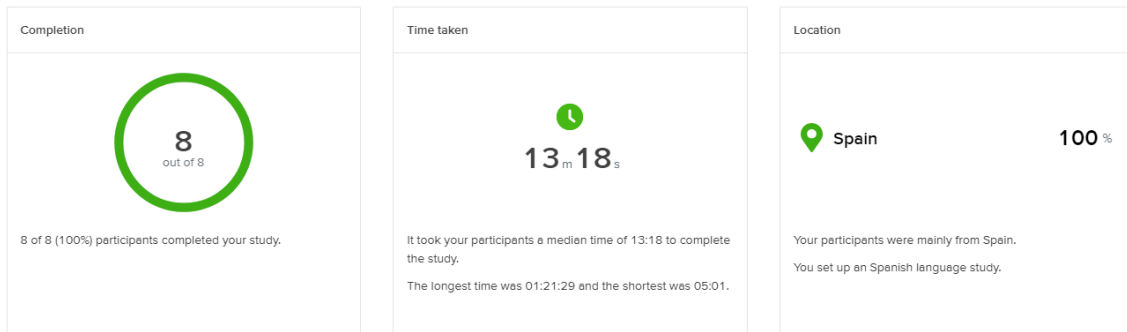 Completion
8
out of 8
8 of 8 (100%) participants completed your study.
Time taken
13m18s
It took your participants a median time of 13:18 to complete
the study.
The longest time was 01:21:29 and the shortest was 05:01.
Location
Spain 100 %
Your participants were mainly from Spain.
You set up an Spanish language study.